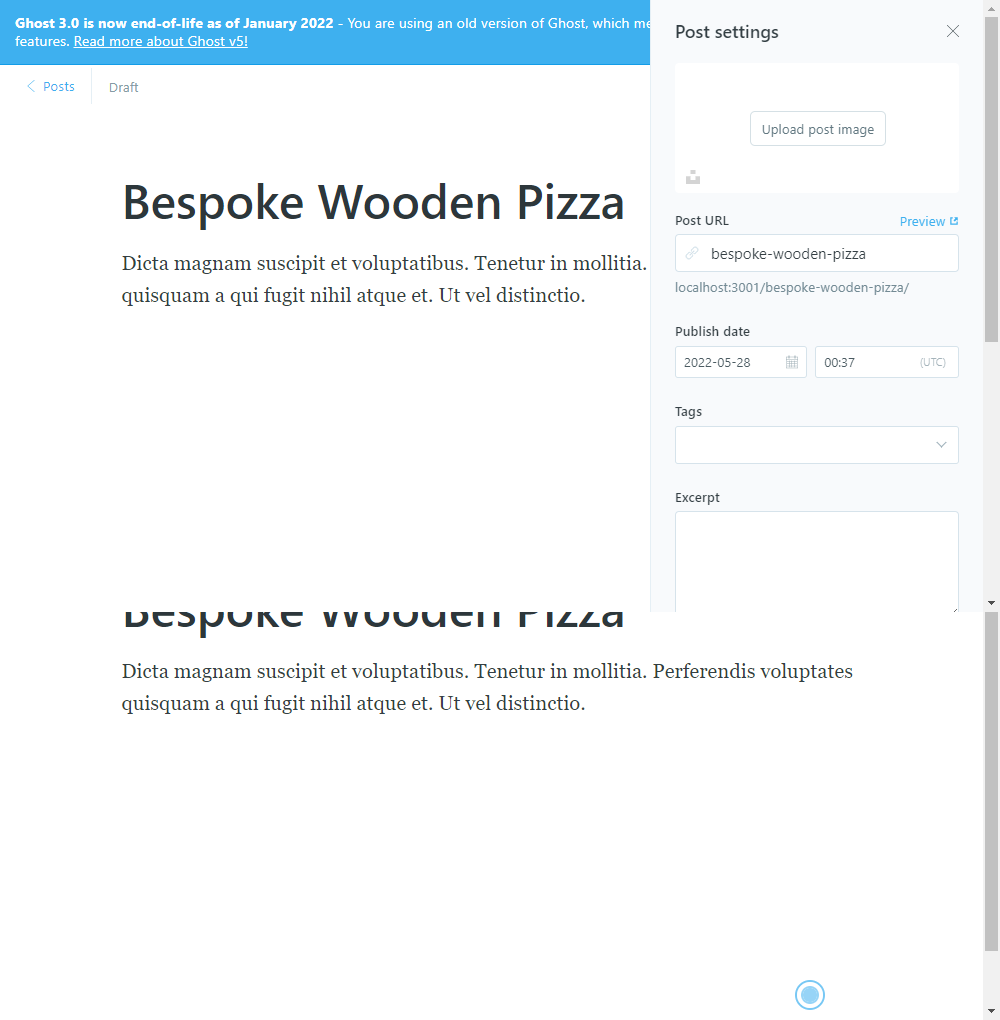 Ghost 3.0 is now end-of-life as of January 2022 - You are using an old version of Ghost, which me
features. Read more about Ghost v5!
Posts
Draft
Bespoke Wooden Pizza
Dicta magnam suscipit et voluptatibus. Tenetur in mollitia.
quisquam a qui fugit nihil atque et. Ut vel distinctio.
Post settings
Upload post image
Post URL
Preview
bespoke-wooden-pizza
localhost:3001/bespoke-wooden-pizza/
Publish date
2022-05-28
00:37
(UTC)
Tags
Excerpt
Bespoke Wooden Pizza
Dicta magnam suscipit et voluptatibus. Tenetur in mollitia. Perferendis voluptates
quisquam a qui fugit nihil atque et. Ut vel distinctio.